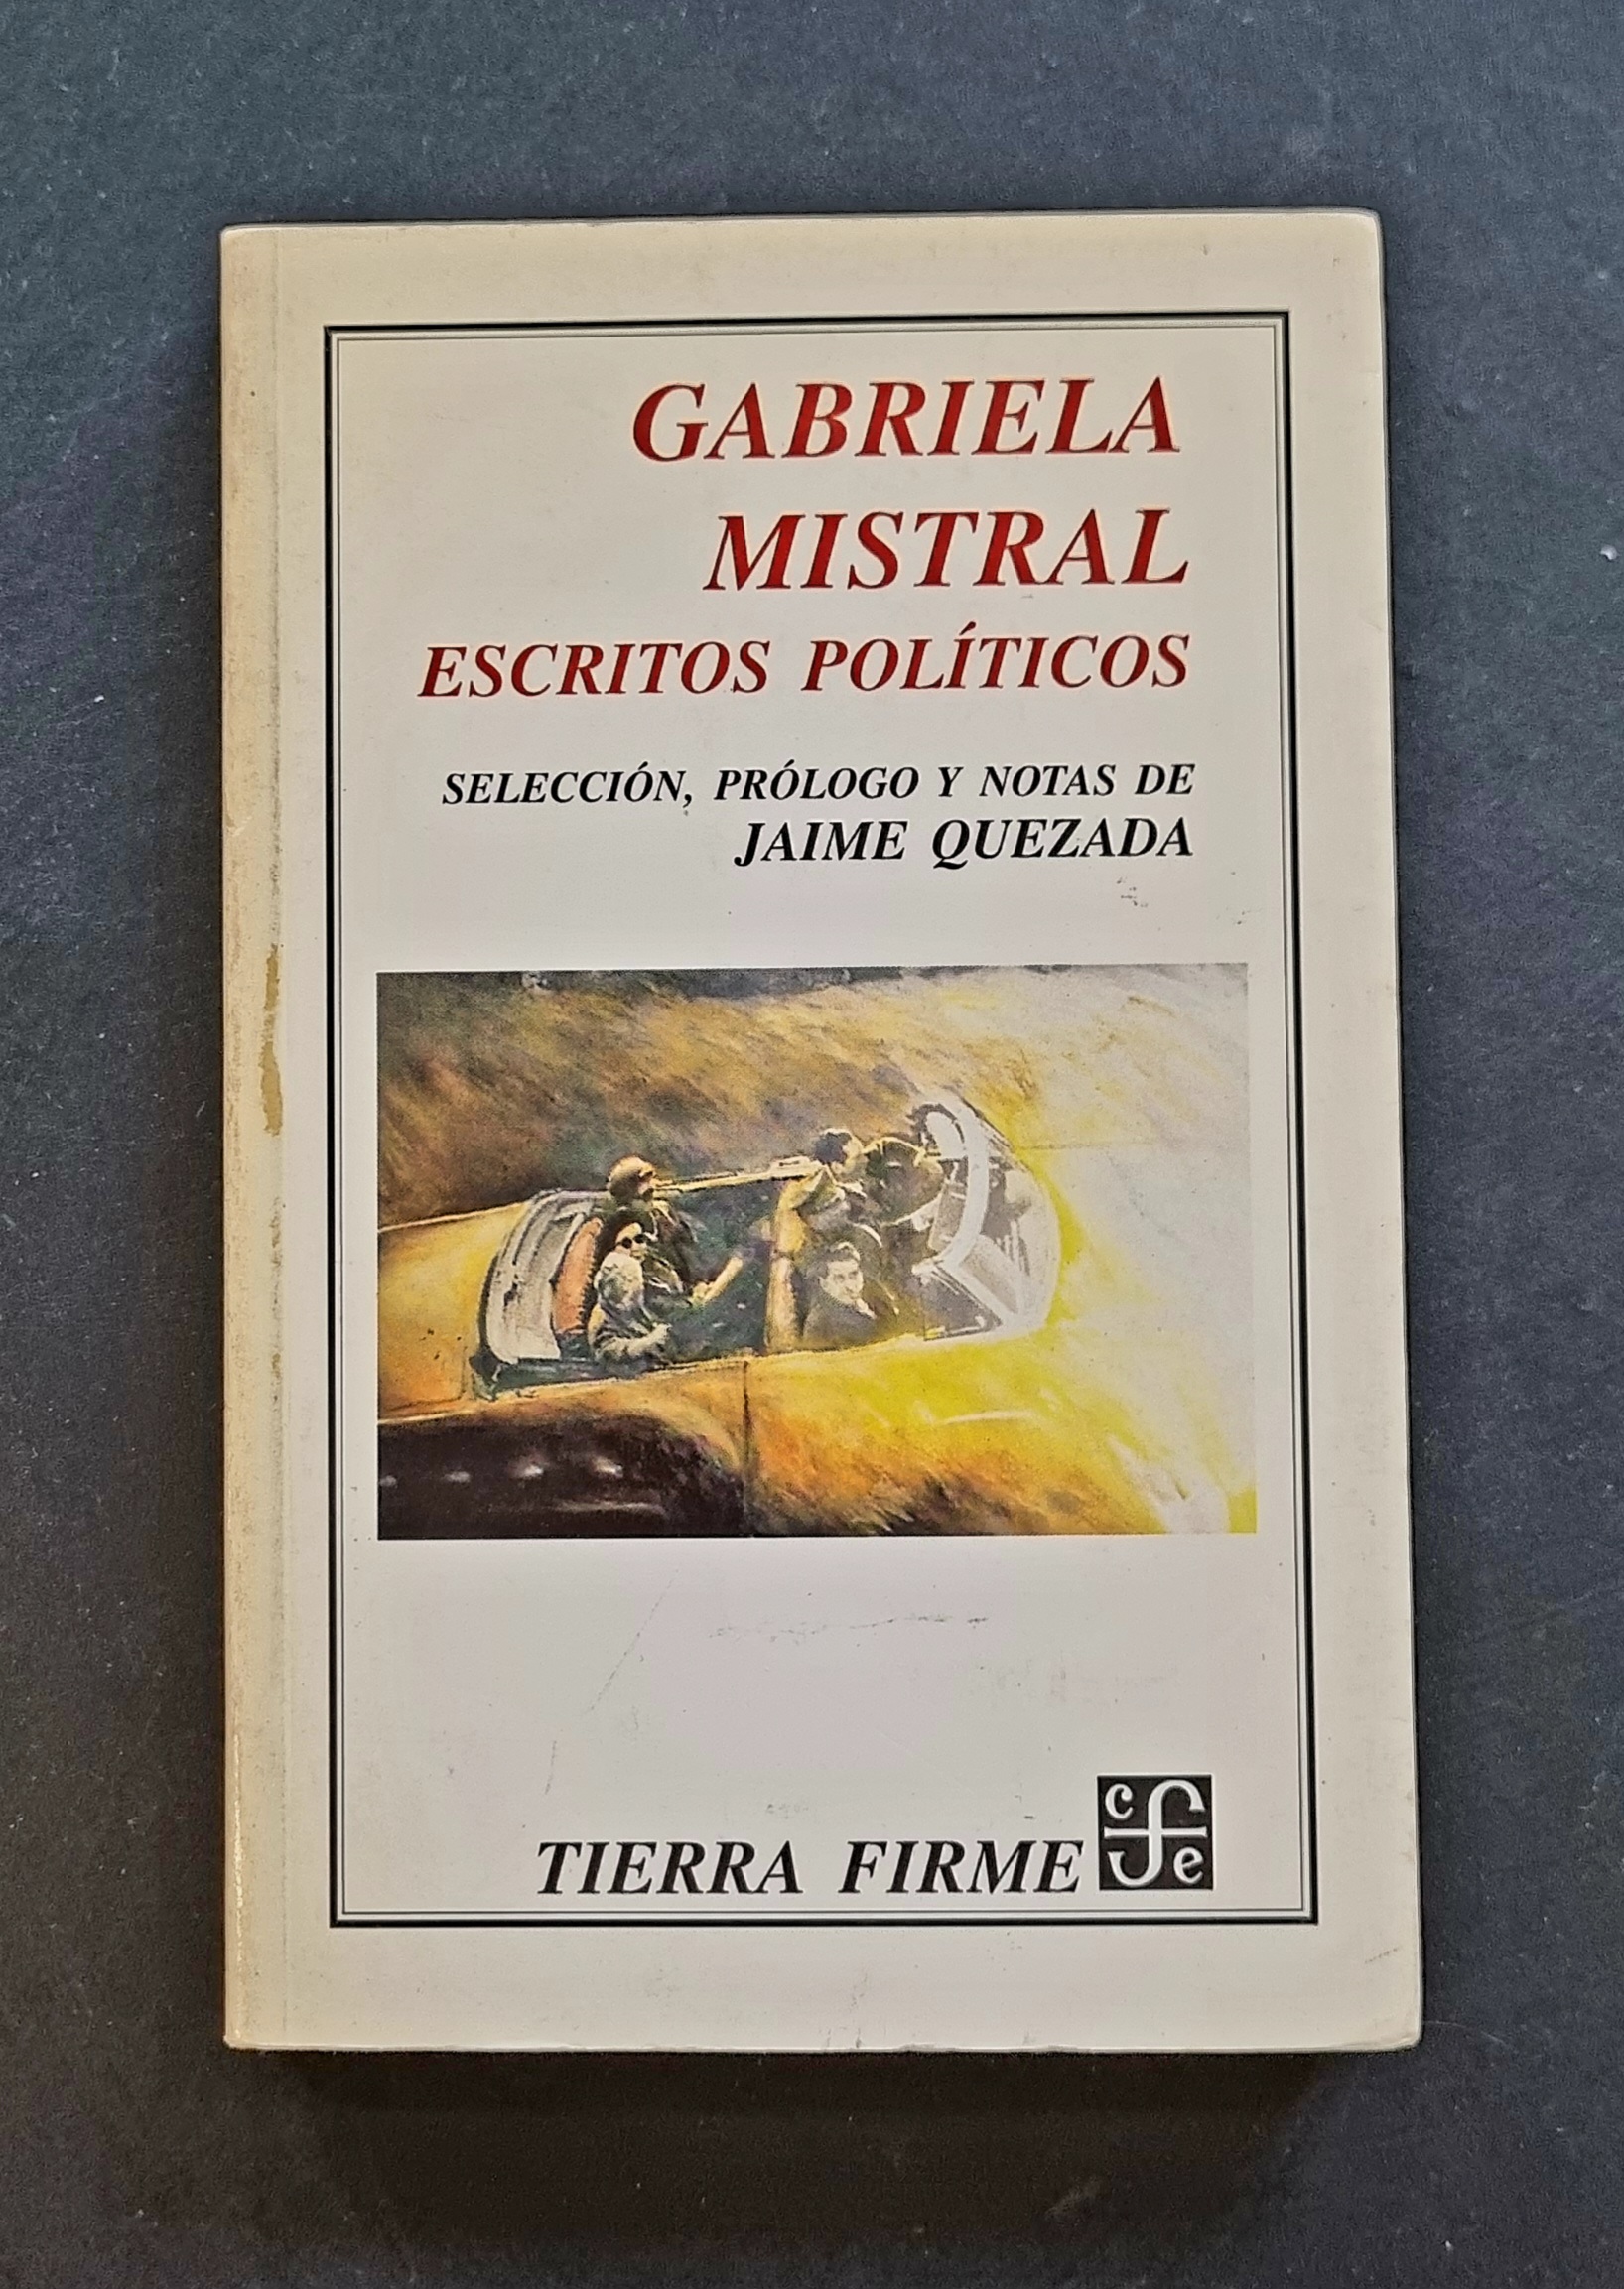 GABRIELA
MISTRAL
ESCRITOS POLÍTICOS
SELECCIÓN, PRÓLOGO Y NOTAS DE
JAIME QUEZADA
TIERRA FIRME
cfe